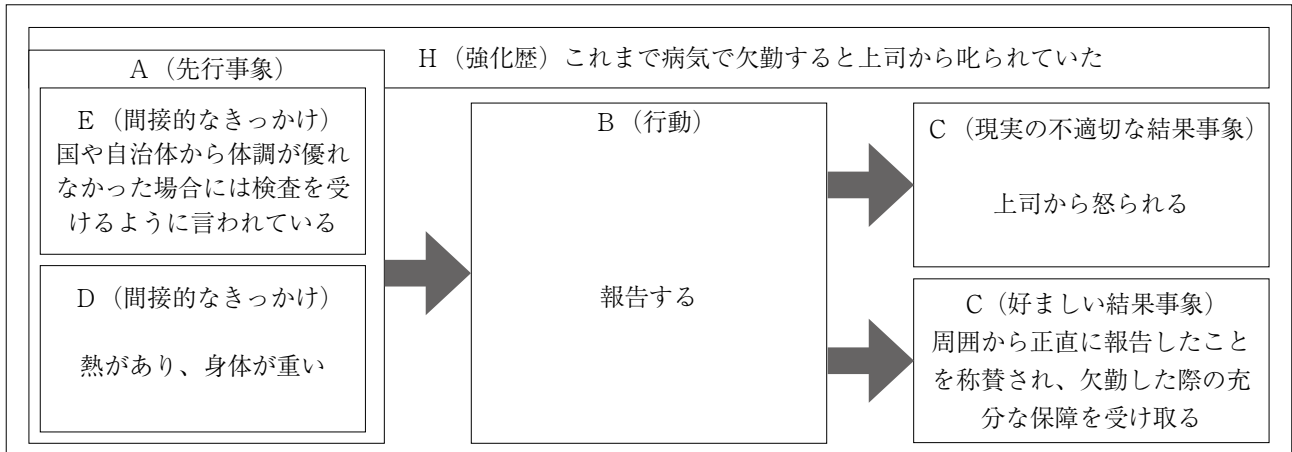 H（強化歴）これまで病気で欠勤すると上司から叱られていた
A（先行事象）
E（間接的なきっかけ）
国や自治体から体調が優れ
なかった場合には検査を受
けるように言われている
D（間接的なきっかけ）
熱があり、身体が重い
B（行動）
報告する
C（現実の不適切な結果事象）
上司から怒られる
C（好ましい結果事象）
周囲から正直に報告したこと
を称賛され、欠勤した際の充
分な保障を受け取る